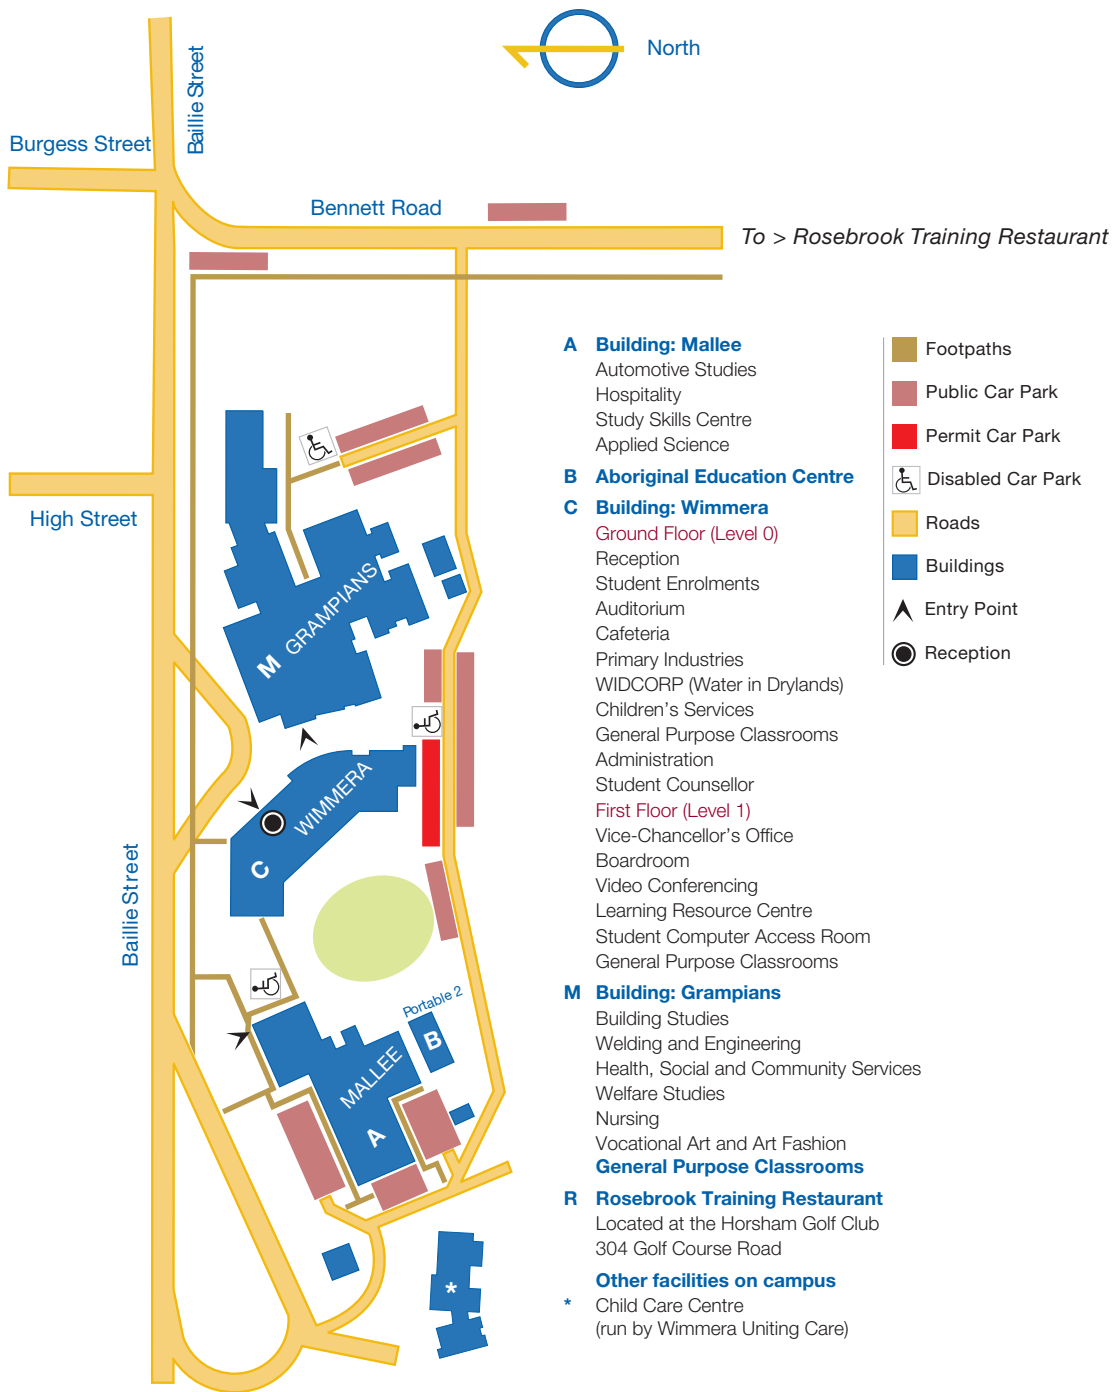 North
Baillie Street
Burgess Street
Bennett Road
To > Rosebrook Training Restaurant
High Street
Baillie Street
M GRAMPIANS
C WIMMERA
Portable 2
B
MALLEE
A
*
A Building: Mallee
Automotive Studies
Hospitality
Study Skills Centre
Applied Science
B Aboriginal Education Centre
C Building: Wimmera
Ground Floor (Level 0)
Reception
Student Enrolments
Auditorium
Cafeteria
Primary Industries
WIDCORP (Water in Drylands)
Children's Services
General Purpose Classrooms
Administration
Student Counsellor
First Floor (Level 1)
Vice-Chancellor's Office
Boardroom
Video Conferencing
Learning Resource Centre
Student Computer Access Room
General Purpose Classrooms
M Building: Grampians
Building Studies
Welding and Engineering
Health, Social and Community Services
Welfare Studies
Nursing
Vocational Art and Art Fashion
General Purpose Classrooms
R Rosebrook Training Restaurant
Located at the Horsham Golf Club
304 Golf Course Road
Other facilities on campus
* Child Care Centre
(run by Wimmera Uniting Care)
Footpaths
Public Car Park
Permit Car Park
Disabled Car Park
Roads
Buildings
Entry Point
Reception